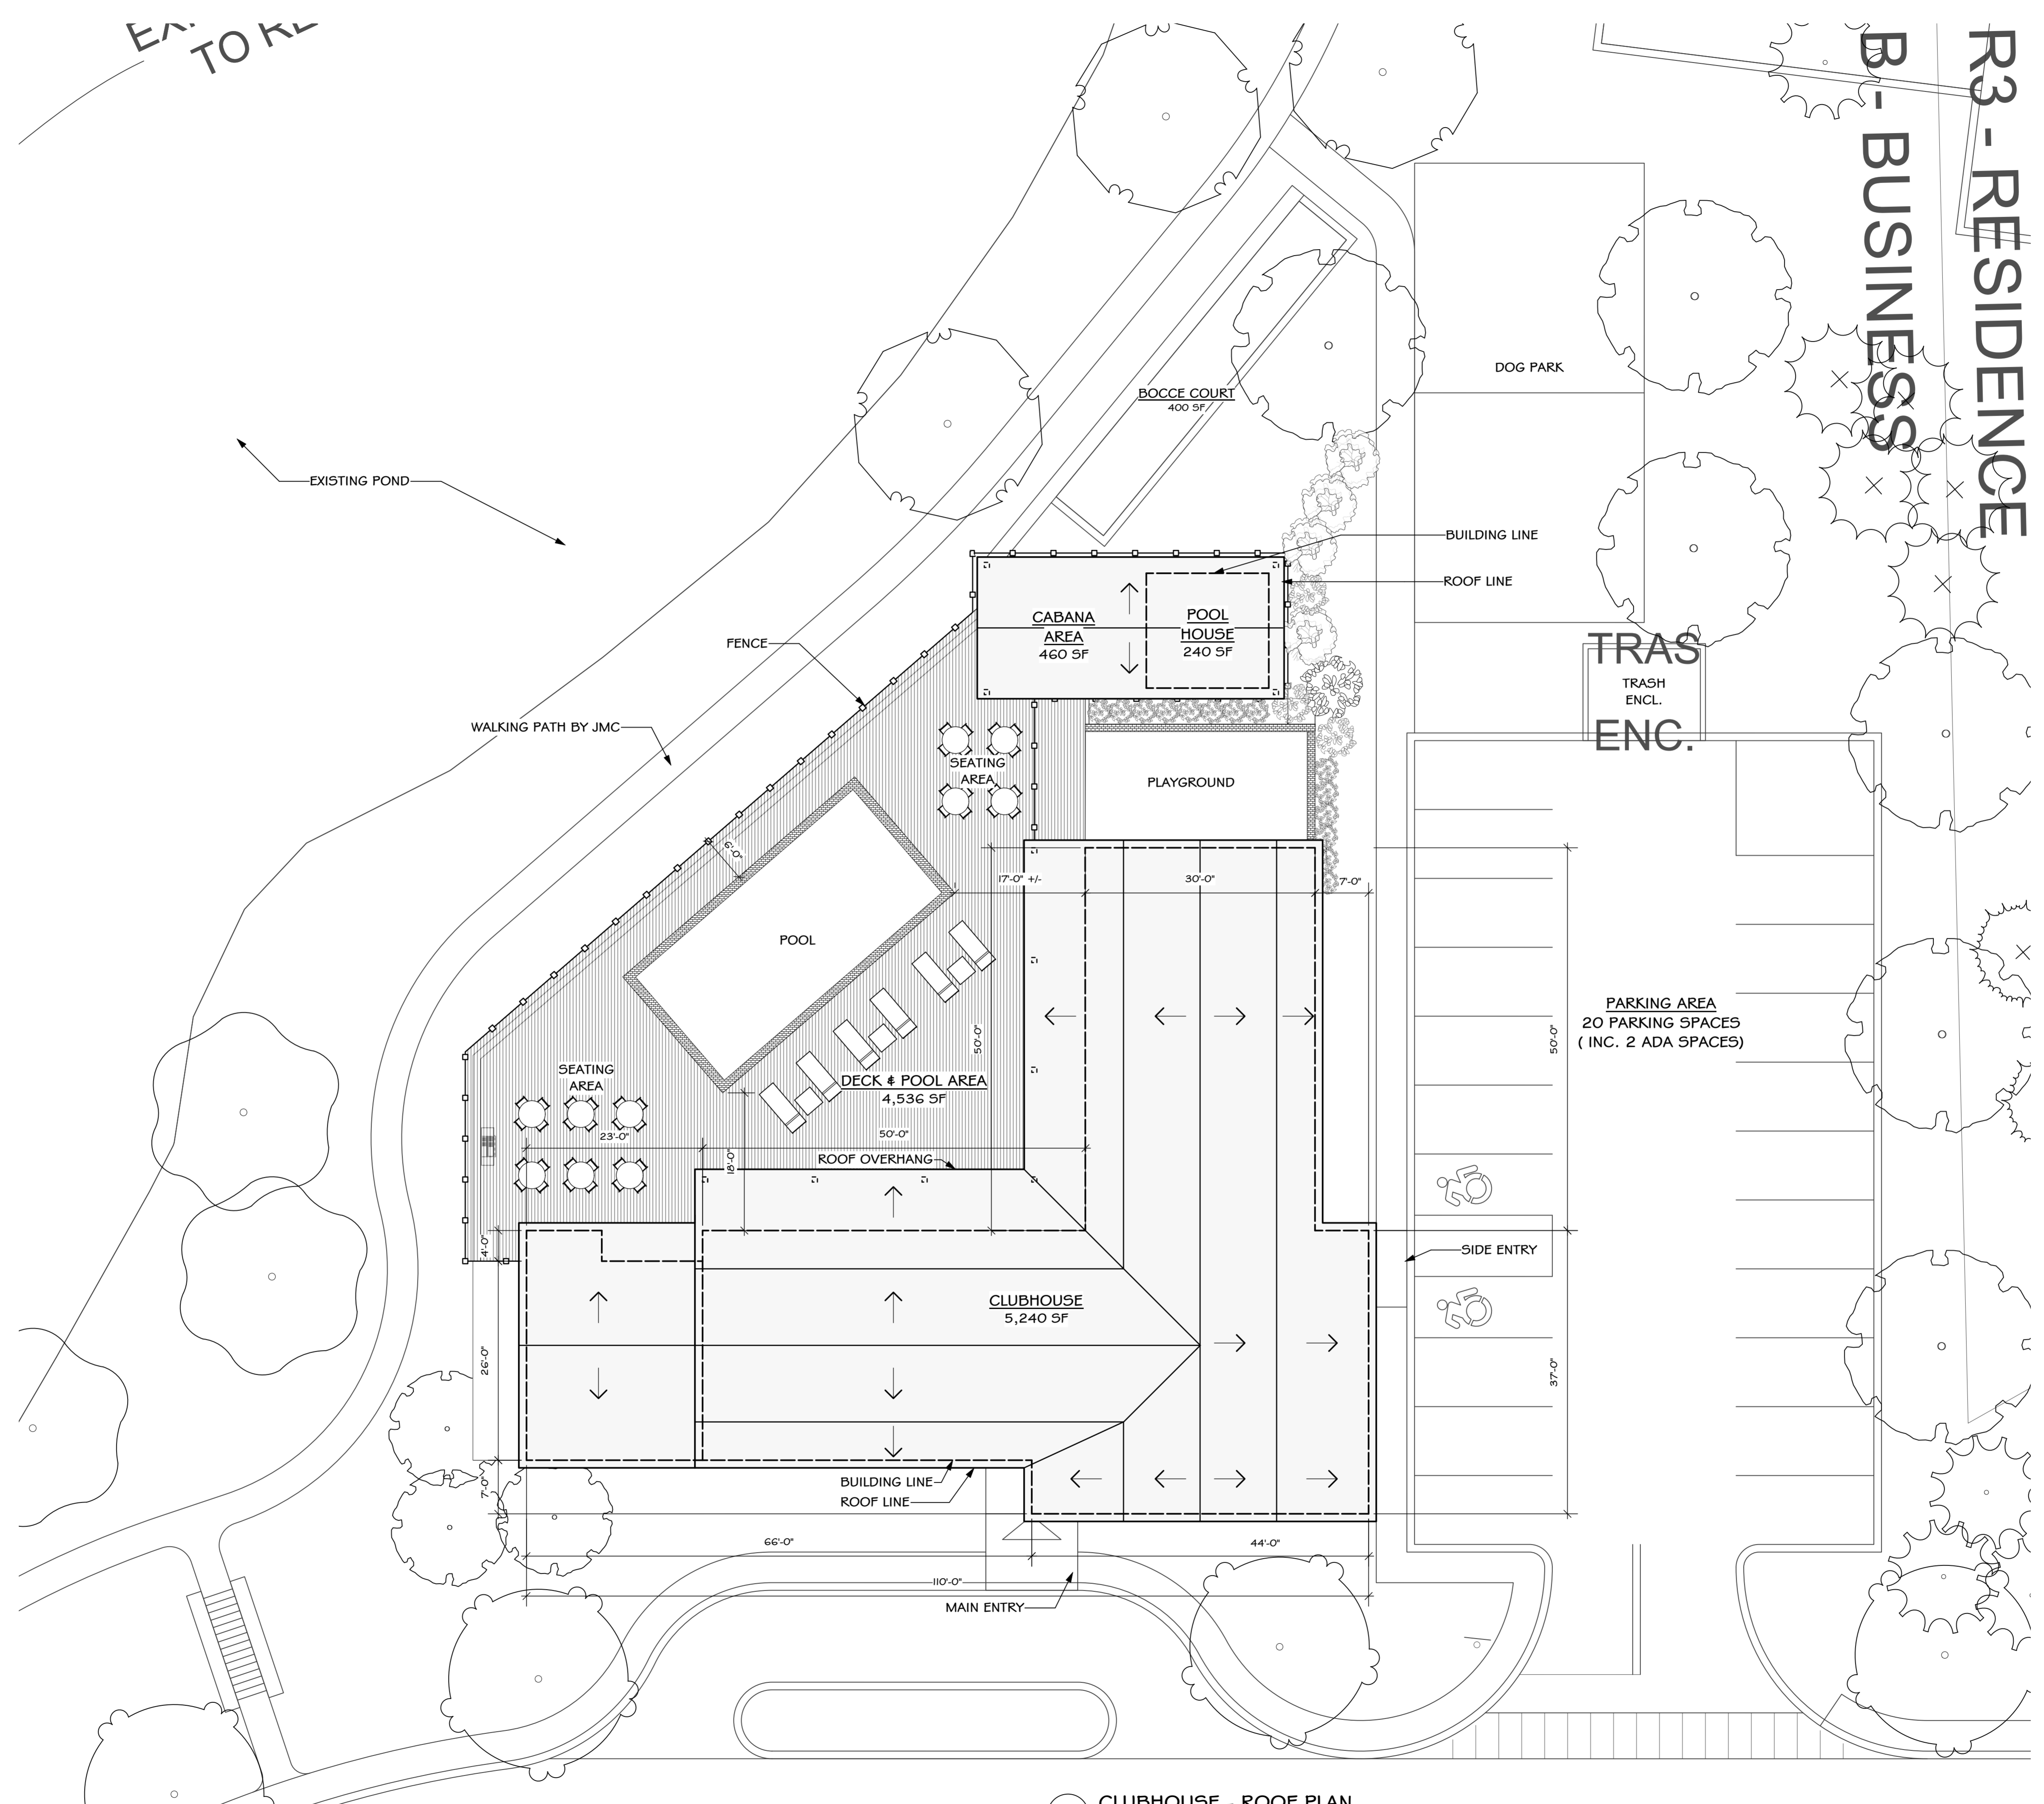 TO RE
B - BUSINESS
R3 - RESIDENCE
DOG PARK
BOCCE COURT
400 SF
EXISTING POND
BUILDING LINE
ROOF LINE
CABANA
AREA
460 SF
POOL
HOUSE
240 SF
FENCE
TRAS
TRASH
ENCL.
ENC.
WALKING PATH BY JMC
SEATING
AREA
PLAYGROUND
6'-0"
17'-0" +/-
30'-0"
7'-0"
POOL
PARKING AREA
20 PARKING SPACES
( INC. 2 ADA SPACES)
50'-0"
50'-0"
SEATING
AREA
DECK & POOL AREA
4,536 SF
23'-0"
50'-0"
18'-0"
ROOF OVERHANG
4'-0"
SIDE ENTRY
CLUBHOUSE
5,240 SF
26'-0"
37'-0"
BUILDING LINE
ROOF LINE
7'-0"
66'-0"
44'-0"
110'-0"
MAIN ENTRY
CLUBHOUSE - ROOF PLAN